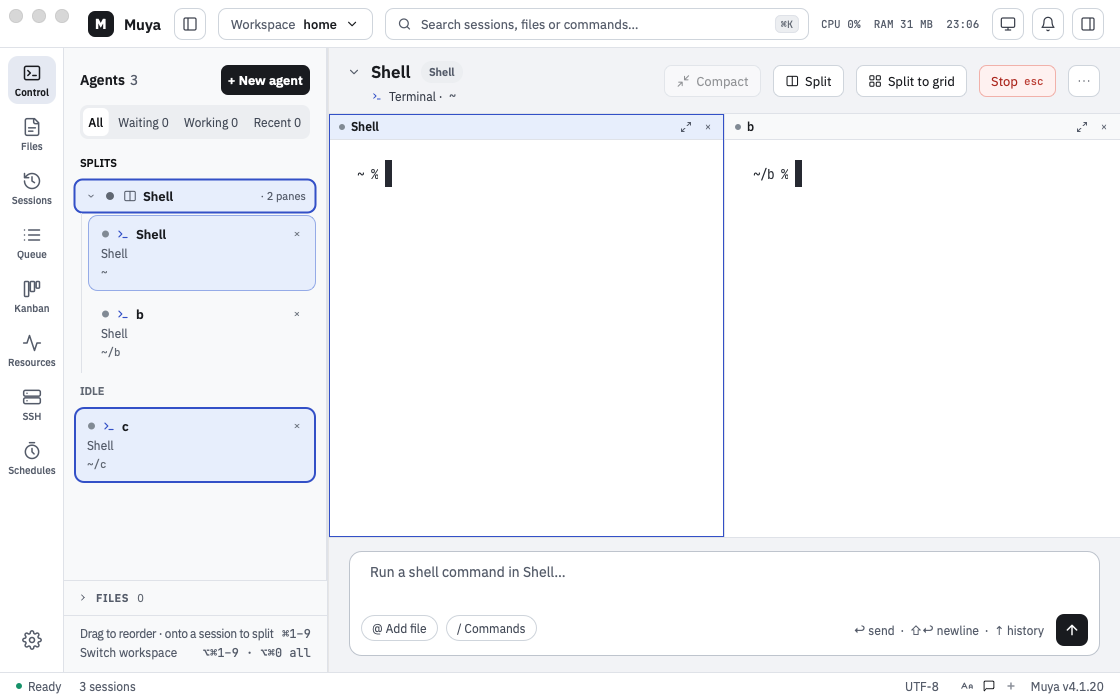 M Muya Workspace home Search sessions, files or commands... ⌘K CPU 0% RAM 31 MB 23:06
Control
Files
Sessions
Queue
Kanban
Resources
SSH
Schedules
Agents 3 + New agent
All Waiting 0 Working 0 Recent 0
SPLITS
Shell · 2 panes
Shell ×
Shell
~
b ×
Shell
~/b
IDLE
c ×
Shell
~/c
FILES 0
Drag to reorder · onto a session to split ⌘1–9
Switch workspace ⌥⌘1–9 · ⌥⌘0 all
Shell Shell
Terminal · ~
Compact Split Split to grid Stop esc ···
Shell ×
~ %
b ×
~/b %
Run a shell command in Shell...
@ Add file / Commands ↩ send · ⇧↩ newline · ↑ history
Ready 3 sessions UTF-8 Aa + Muya v4.1.20